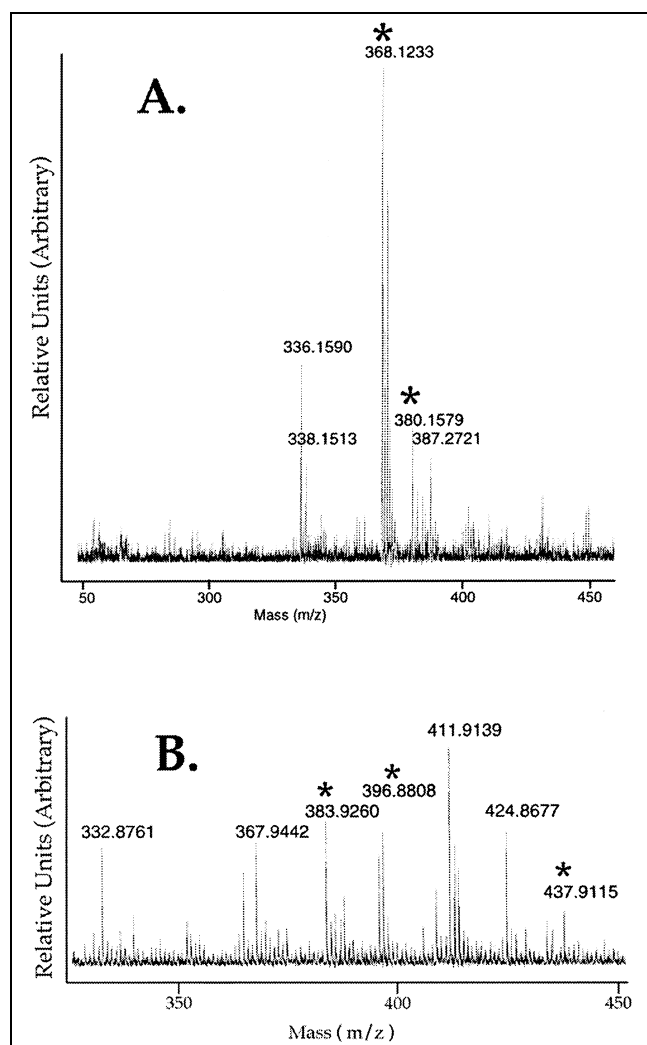 *
368.1233
A.
Relative Units (Arbitrary)
336.1590
*
380.1579
338.1513
387.2721
50 300 350 400 450
Mass (m/z)
B.
Relative Units (Arbitrary)
411.9139
*
*
396.8808
383.9260
424.8677
332.8761
367.9442
*
437.9115
350 400 450
Mass ( m/z )